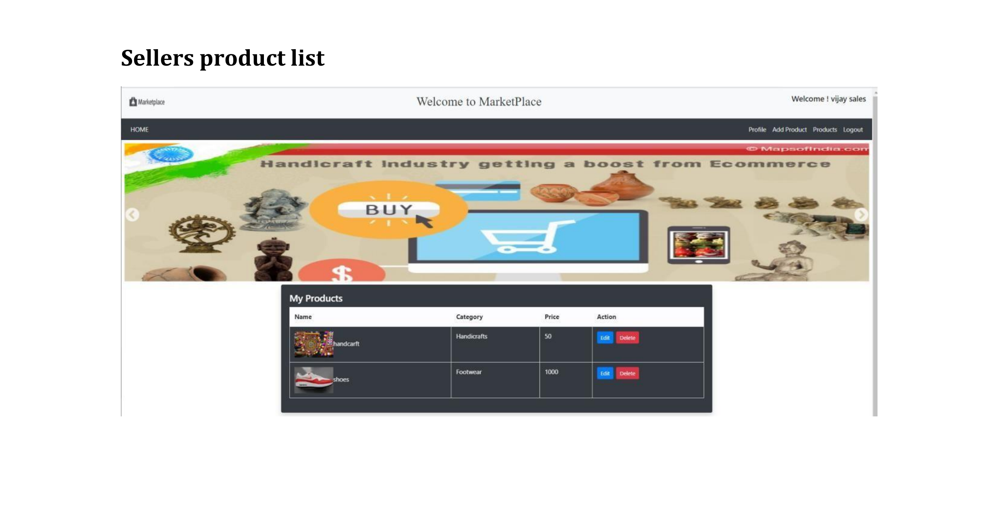 Sellers product list
Marketplace
Welcome to MarketPlace
Welcome ! vijay sales
HOME
Profile Add Product Products Logout
© MapsofIndia.com
Handicraft Industry getting a boost from Ecommerce
BUY
$
My Products
Name Category Price Action
handcarft Handicrafts 50 Edit Delete
shoes Footwear 1000 Edit Delete